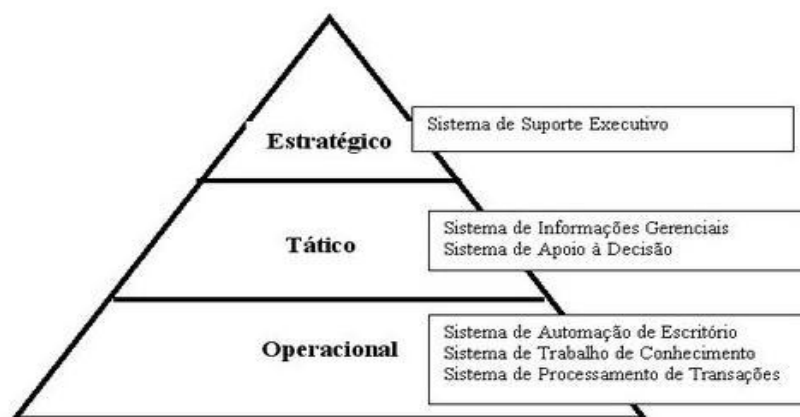 Estratégico
Sistema de Suporte Executivo
Tático
Sistema de Informações Gerenciais
Sistema de Apoio à Decisão
Operacional
Sistema de Automação de Escritório
Sistema de Trabalho de Conhecimento
Sistema de Processamento de Transações